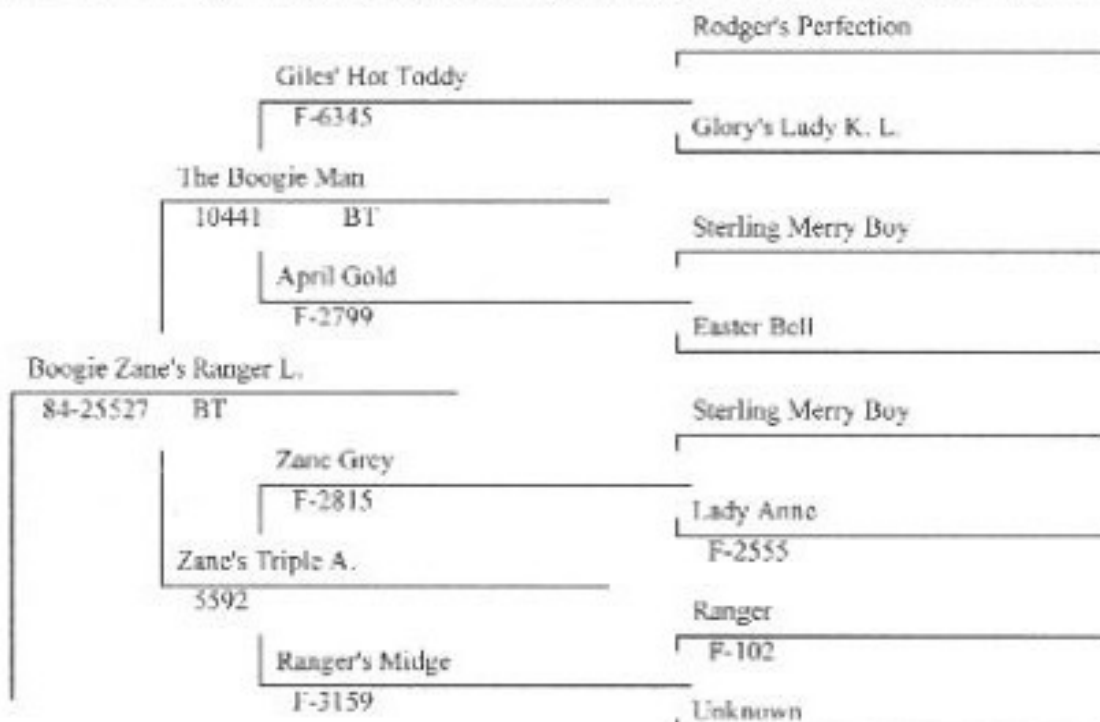 Rodger's Perfection
Giles' Hot Toddy
F-6345
Glory's Lady K. L.
The Boogie Man
10441 BT
Sterling Merry Boy
April Gold
F-2799
Easter Bell
Boogie Zane's Ranger L.
84-25527 BT
Sterling Merry Boy
Zane Grey
F-2815
Lady Anne
F-2555
Zane's Triple A.
5592
Ranger
F-102
Ranger's Midge
F-3159
Unknown